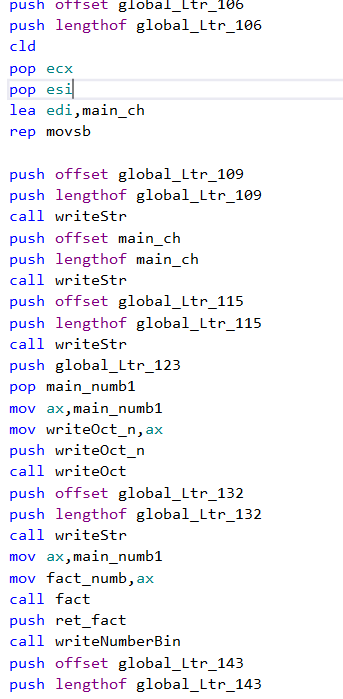 push offset global_Ltr_106
push lengthof global_Ltr_106
cld
pop ecx
pop esi
lea edi,main_ch
rep movsb
push offset global_Ltr_109
push lengthof global_Ltr_109
call writeStr
push offset main_ch
push lengthof main_ch
call writeStr
push offset global_Ltr_115
push lengthof global_Ltr_115
call writeStr
push global_Ltr_123
pop main_numb1
mov ax,main_numb1
mov writeOct_n,ax
push writeOct_n
call writeOct
push offset global_Ltr_132
push lengthof global_Ltr_132
call writeStr
mov ax,main_numb1
mov fact_numb,ax
call fact
push ret_fact
call writeNumberBin
push offset global_Ltr_143
push lengthof global_Ltr_143